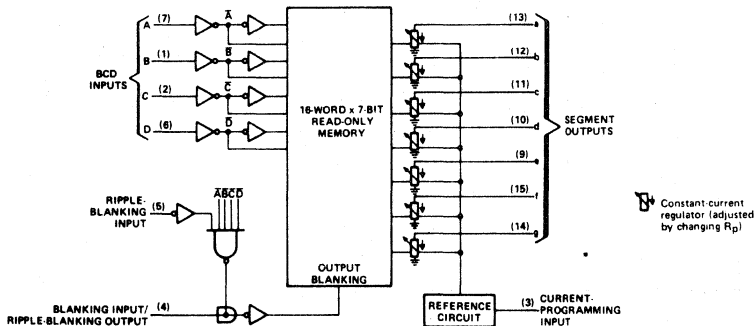 A (7)
B (1)
C (2)
D (6)
BCD
INPUTS
A̅
B̅
C̅
D̅
16-WORD x 7-BIT
READ-ONLY
MEMORY
OUTPUT
BLANKING
(13) a
(12) b
(11) c
(10) d
(9) e
(15) f
(14) g
SEGMENT
OUTPUTS
Constant-current
regulator (adjusted
by changing Rp)
RIPPLE-
BLANKING
INPUT
(5)
A̅B̅C̅D̅
BLANKING INPUT/
RIPPLE-BLANKING OUTPUT
(4)
REFERENCE
CIRCUIT
(3) CURRENT-
PROGRAMMING
INPUT